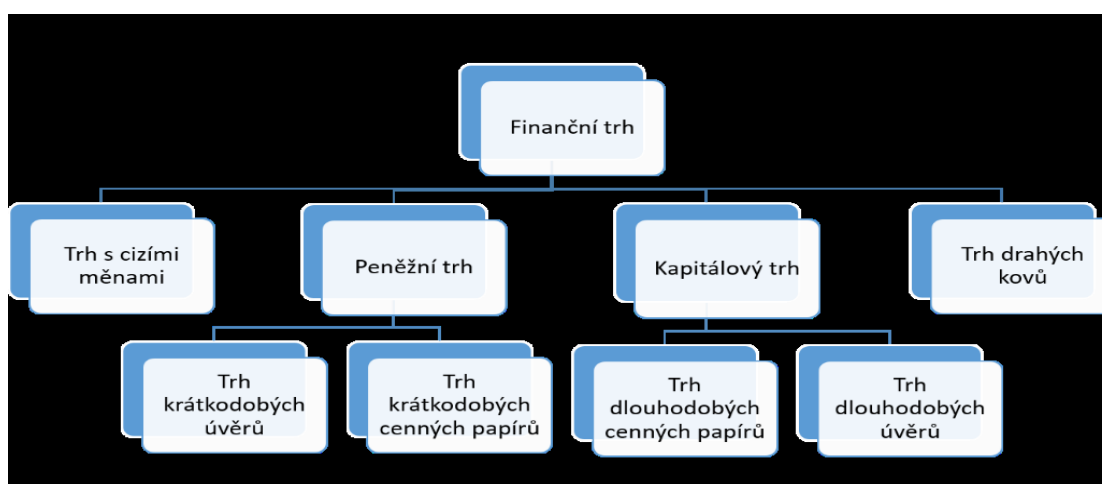 Finanční trh
Trh s cizími
měnami
Peněžní trh
Kapitálový trh
Trh drahých
kovů
Trh
krátkodobých
úvěrů
Trh
krátkodobých
cenných papírů
Trh
dlouhodobých
cenných papírů
Trh
dlouhodobých
úvěrů